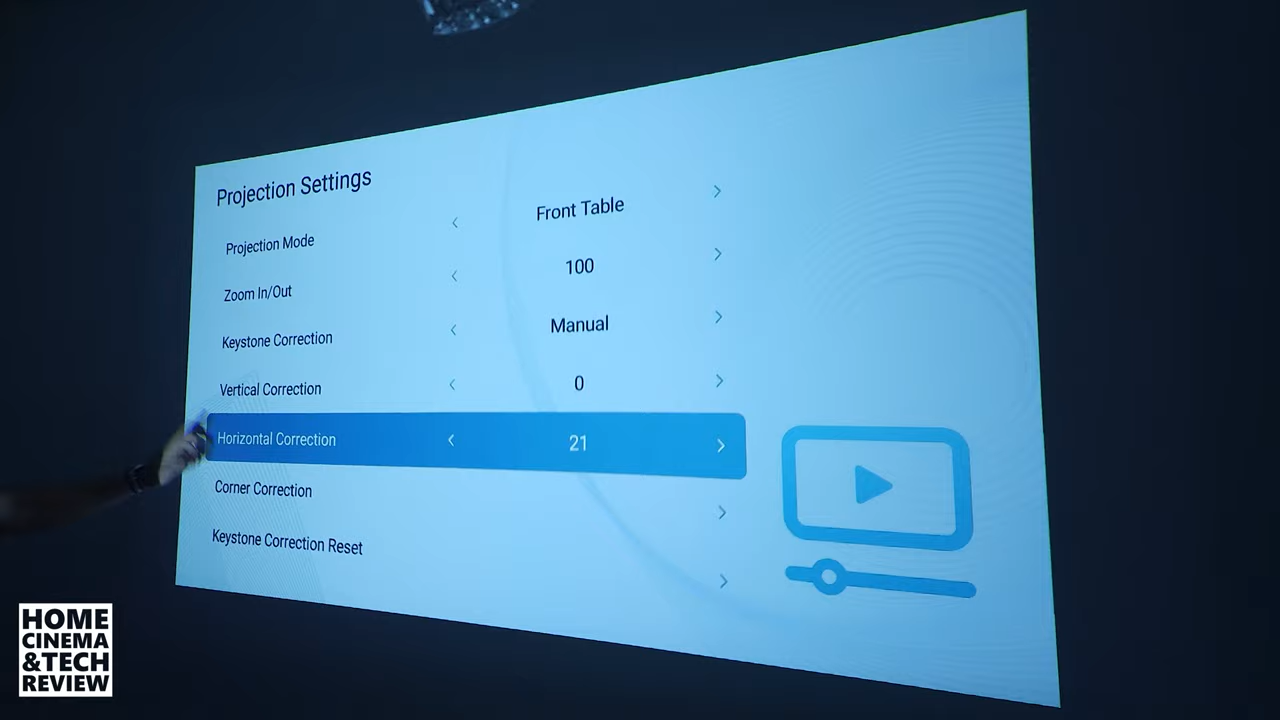 Projection Settings
Projection Mode < Front Table >
Zoom In/Out < 100 >
Keystone Correction < Manual >
Vertical Correction < 0 >
Horizontal Correction < 21 >
Corner Correction >
Keystone Correction Reset >
HOME
CINEMA
&TECH
REVIEW